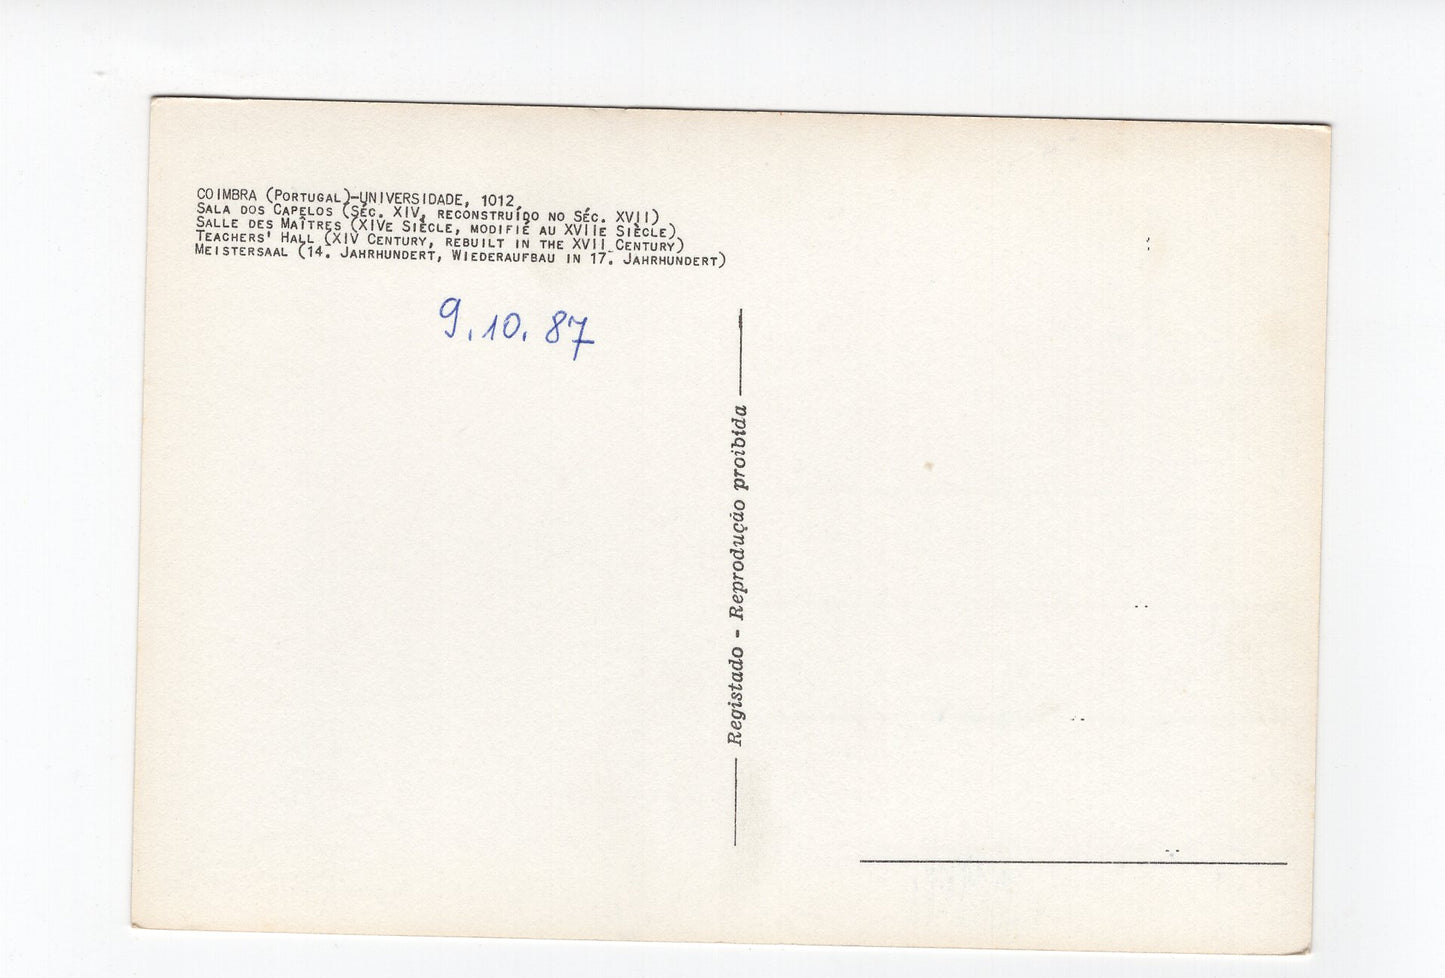 COIMBRA (PORTUGAL)-UNIVERSIDADE, 1012,
SALA DOS CAPELOS (SÉC. XIV, RECONSTRUÍDO NO SÉC. XVII)
SALLE DES MAÎTRES (XIVE SIÈCLE, MODIFIÉ AU XVIIE SIÈCLE)
TEACHERS' HALL (XIV CENTURY, REBUILT IN THE XVII CENTURY)
MEISTERSAAL (14. JAHRHUNDERT, WIEDERAUFBAU IN 17. JAHRHUNDERT)
9.10.87
Registado - Reprodução proibida